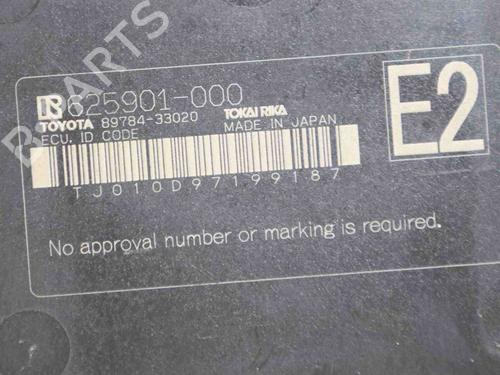 625901-000 TOKAI RIKA
TOYOTA 89784-33020 MADE IN JAPAN
ECU. ID CODE
TJ010D97199187
No approval number or marking is required.
E2
B-PARTS